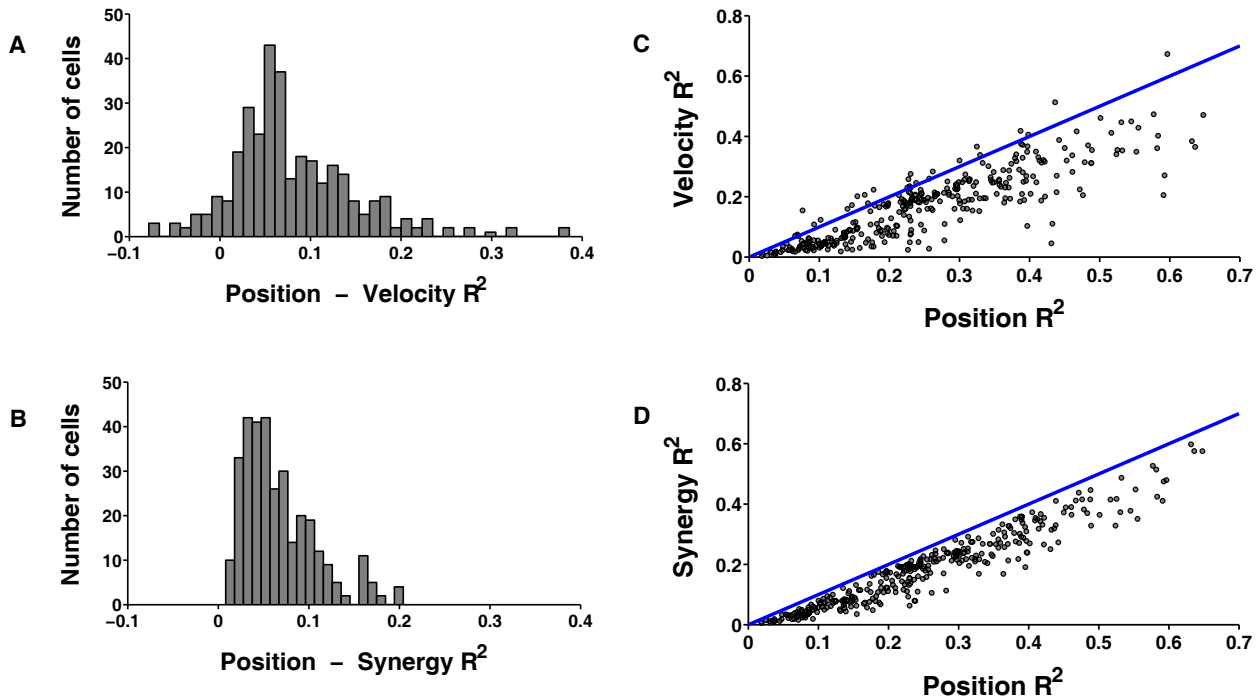 A
Number of cells
50
40
30
20
10
0
−0.1 0 0.1 0.2 0.3 0.4
Position − Velocity R²
C
Velocity R²
0.8
0.6
0.4
0.2
0
0 0.1 0.2 0.3 0.4 0.5 0.6 0.7
Position R²
B
Number of cells
50
40
30
20
10
0
−0.1 0 0.1 0.2 0.3 0.4
Position − Synergy R²
D
Synergy R²
0.8
0.6
0.4
0.2
0
0 0.1 0.2 0.3 0.4 0.5 0.6 0.7
Position R²